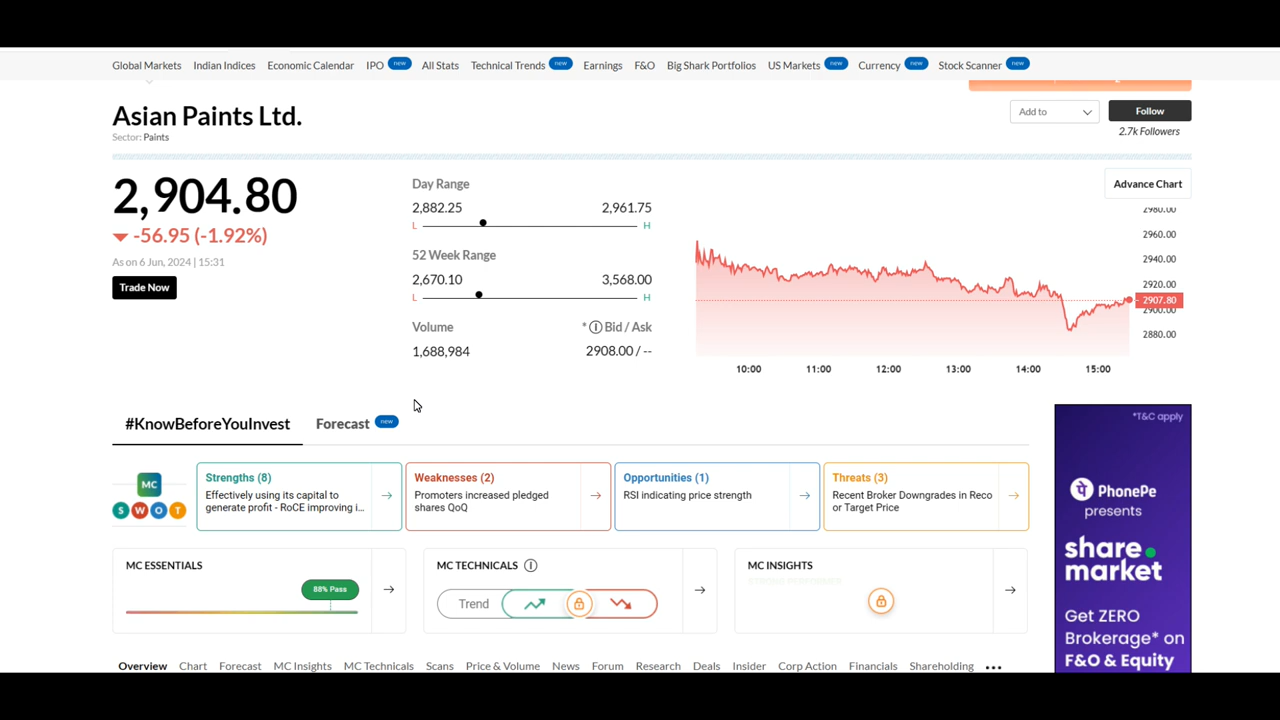 Global Markets Indian Indices Economic Calendar IPO new All Stats Technical Trends new Earnings F&O Big Shark Portfolios US Markets new Currency new Stock Scanner new
Asian Paints Ltd.
Sector: Paints
Add to
Follow
2.7k Followers
2,904.80
-56.95 (-1.92%)
As on 6 Jun, 2024 | 15:31
Trade Now
Day Range
2,882.25 2,961.75
L H
52 Week Range
2,670.10 3,568.00
L H
Volume * Bid / Ask
1,688,984 2908.00 / --
Advance Chart
2980.00
2960.00
2940.00
2920.00
2907.80
2900.00
2880.00
10:00 11:00 12:00 13:00 14:00 15:00
#KnowBeforeYouInvest Forecast new
MC
S W O T
Strengths (8)
Effectively using its capital to
generate profit - RoCE improving i...
Weaknesses (2)
Promoters increased pledged
shares QoQ
Opportunities (1)
RSI indicating price strength
Threats (3)
Recent Broker Downgrades in Reco
or Target Price
MC ESSENTIALS
88% Pass
MC TECHNICALS
Trend
MC INSIGHTS
Overview Chart Forecast MC Insights MC Technicals Scans Price & Volume News Forum Research Deals Insider Corp Action Financials Shareholding
*T&C apply
PhonePe
presents
share.
market
Get ZERO
Brokerage* on
F&O & Equity